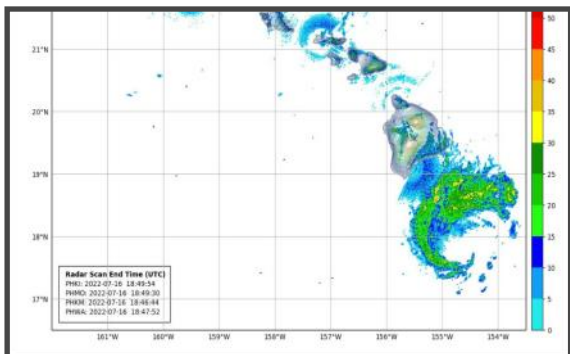 50
21°N
45
40
20°N
35
30
19°N
25
20
18°N
15
10
Radar Scan End Time (UTC)
PHKI: 2022-07-16 18:49:54
PHMO: 2022-07-16 18:49:30
PHKM: 2022-07-16 18:46:44
PHWA: 2022-07-16 18:47:52
17°N
5
0
161°W 160°W 159°W 158°W 157°W 156°W 155°W 154°W